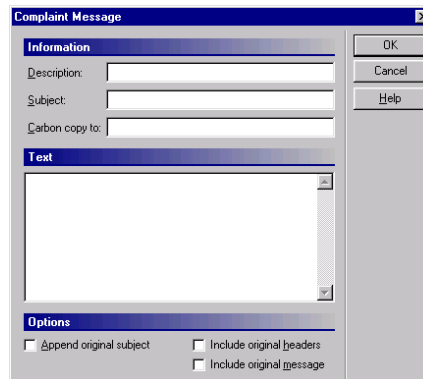 Complaint Message
Information
OK
Description:
Cancel
Subject:
Help
Carbon copy to:
Text
Options
Append original subject
Include original headers
Include original message